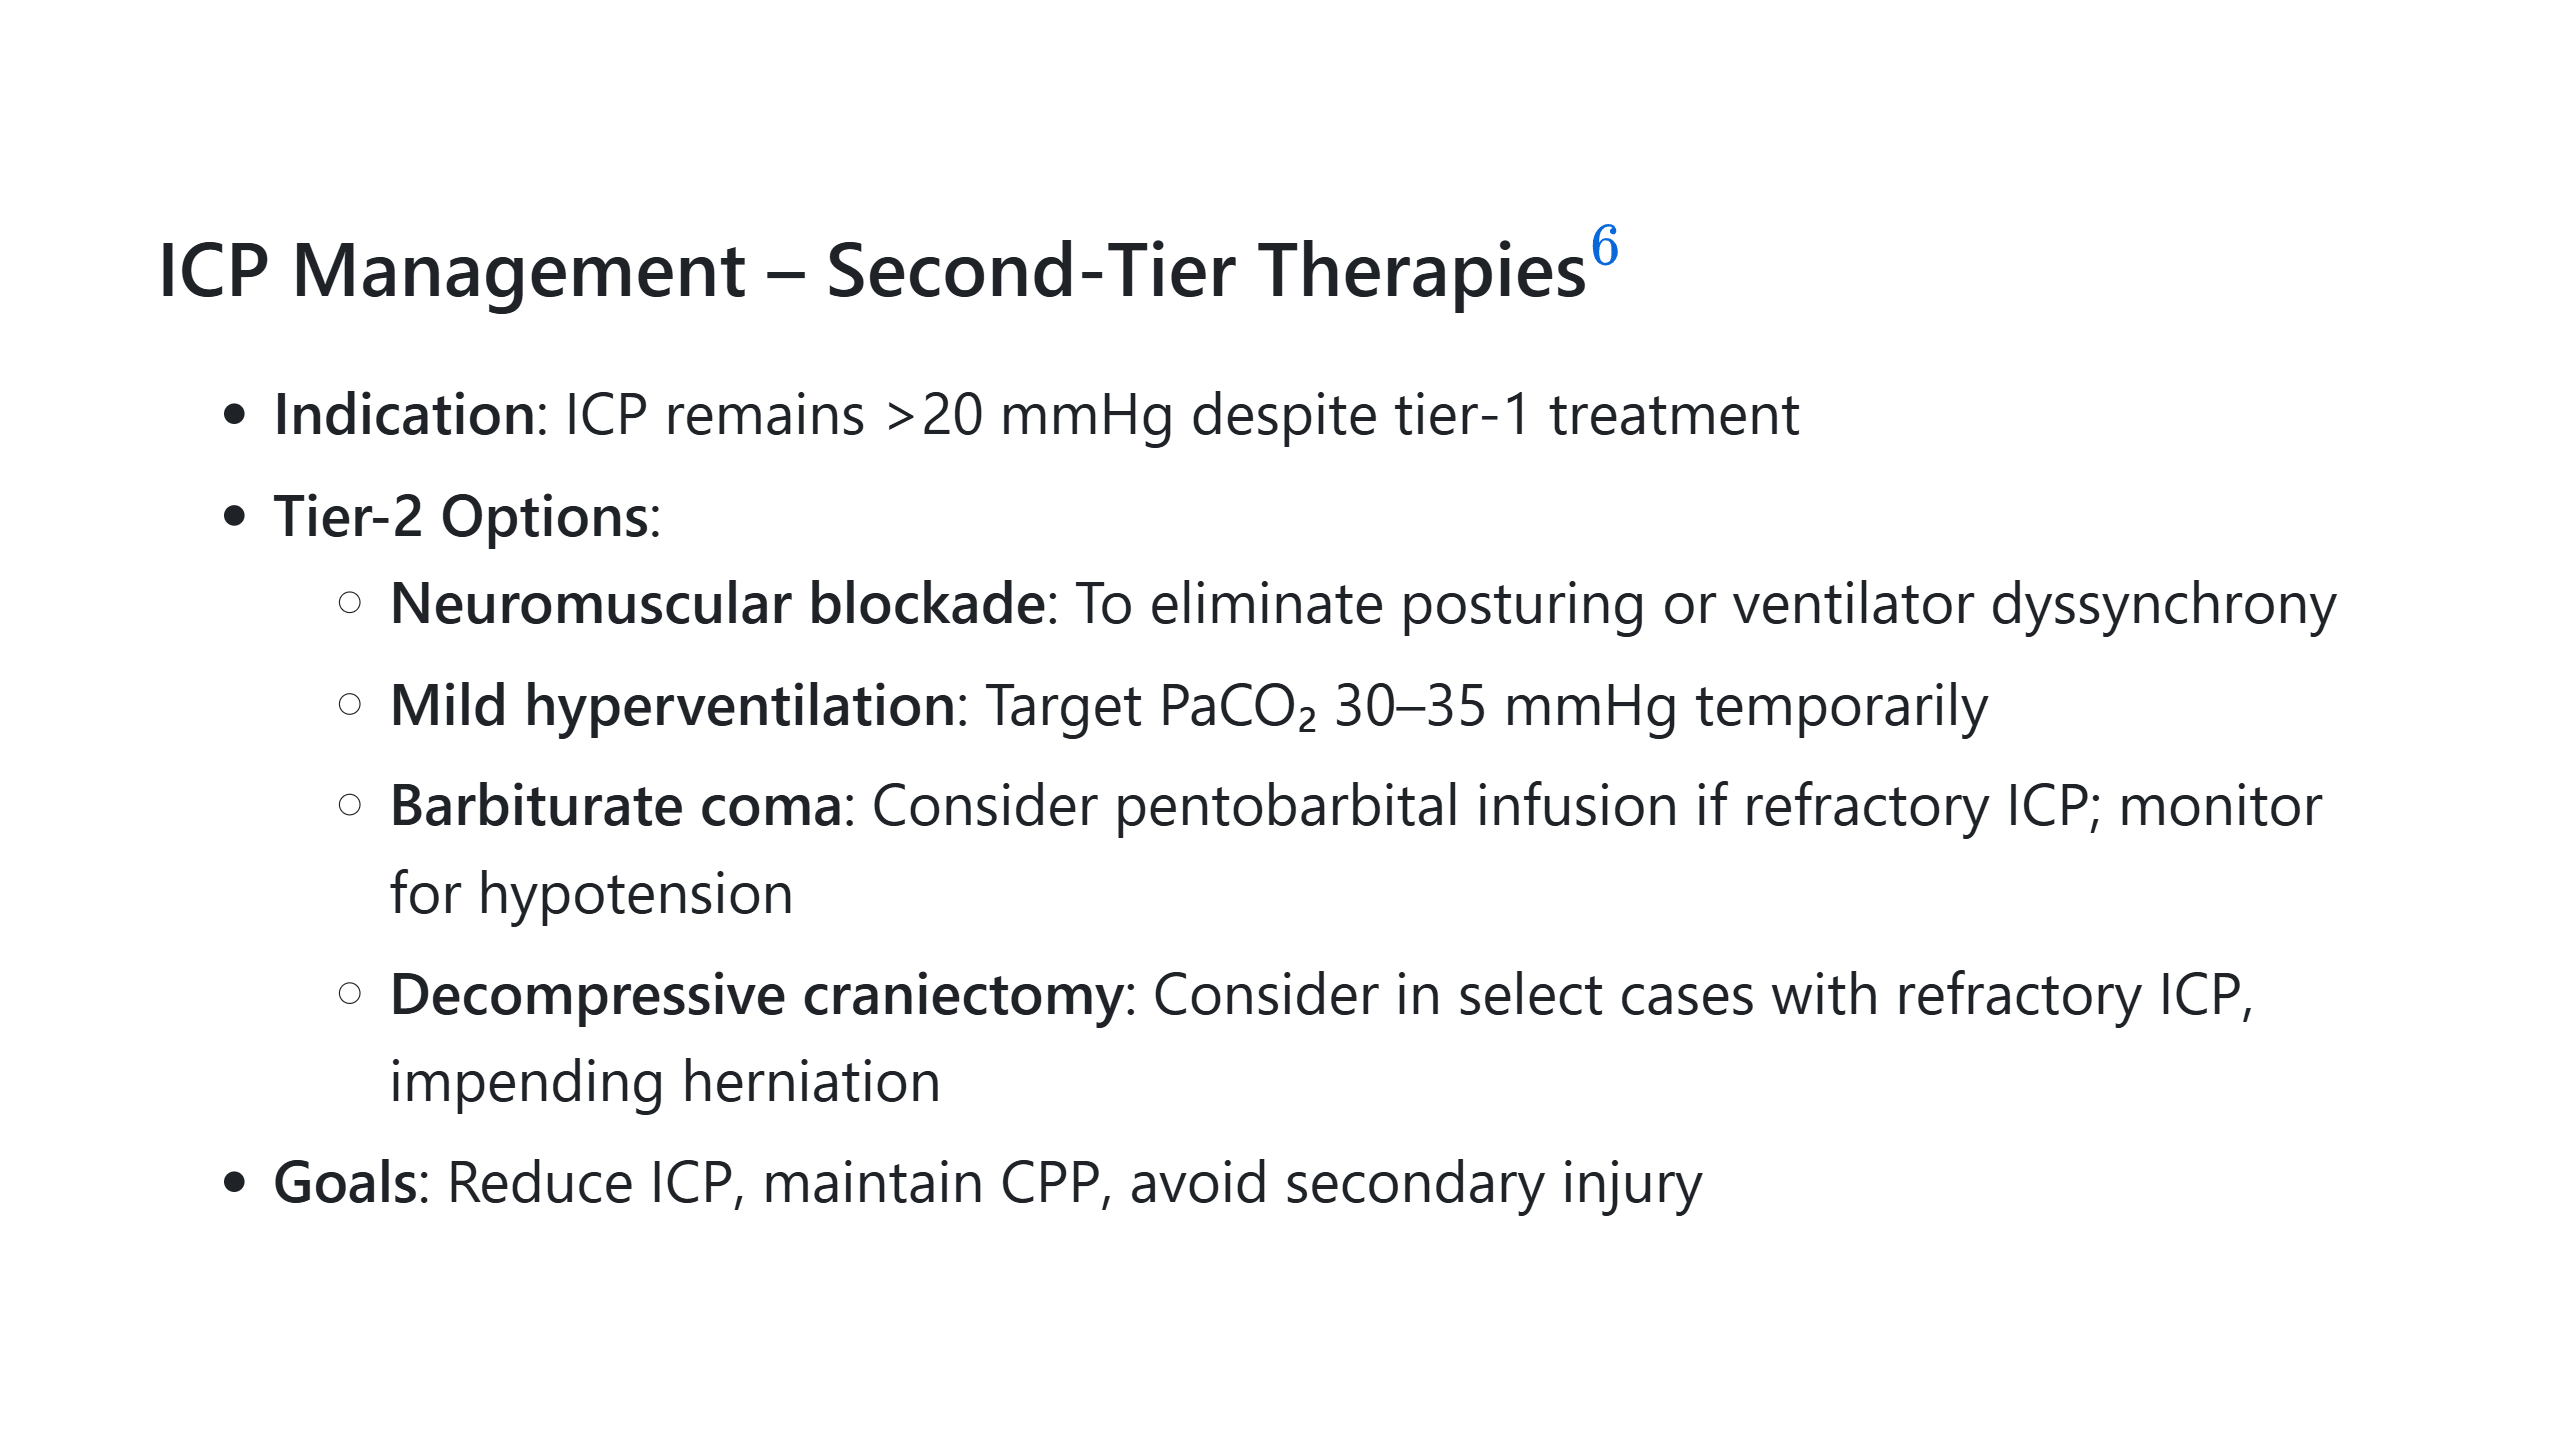 ICP Management – Second-Tier Therapies⁶
• Indication: ICP remains >20 mmHg despite tier-1 treatment
• Tier-2 Options:
○ Neuromuscular blockade: To eliminate posturing or ventilator dyssynchrony
○ Mild hyperventilation: Target PaCO₂ 30–35 mmHg temporarily
○ Barbiturate coma: Consider pentobarbital infusion if refractory ICP; monitor
for hypotension
○ Decompressive craniectomy: Consider in select cases with refractory ICP,
impending herniation
• Goals: Reduce ICP, maintain CPP, avoid secondary injury